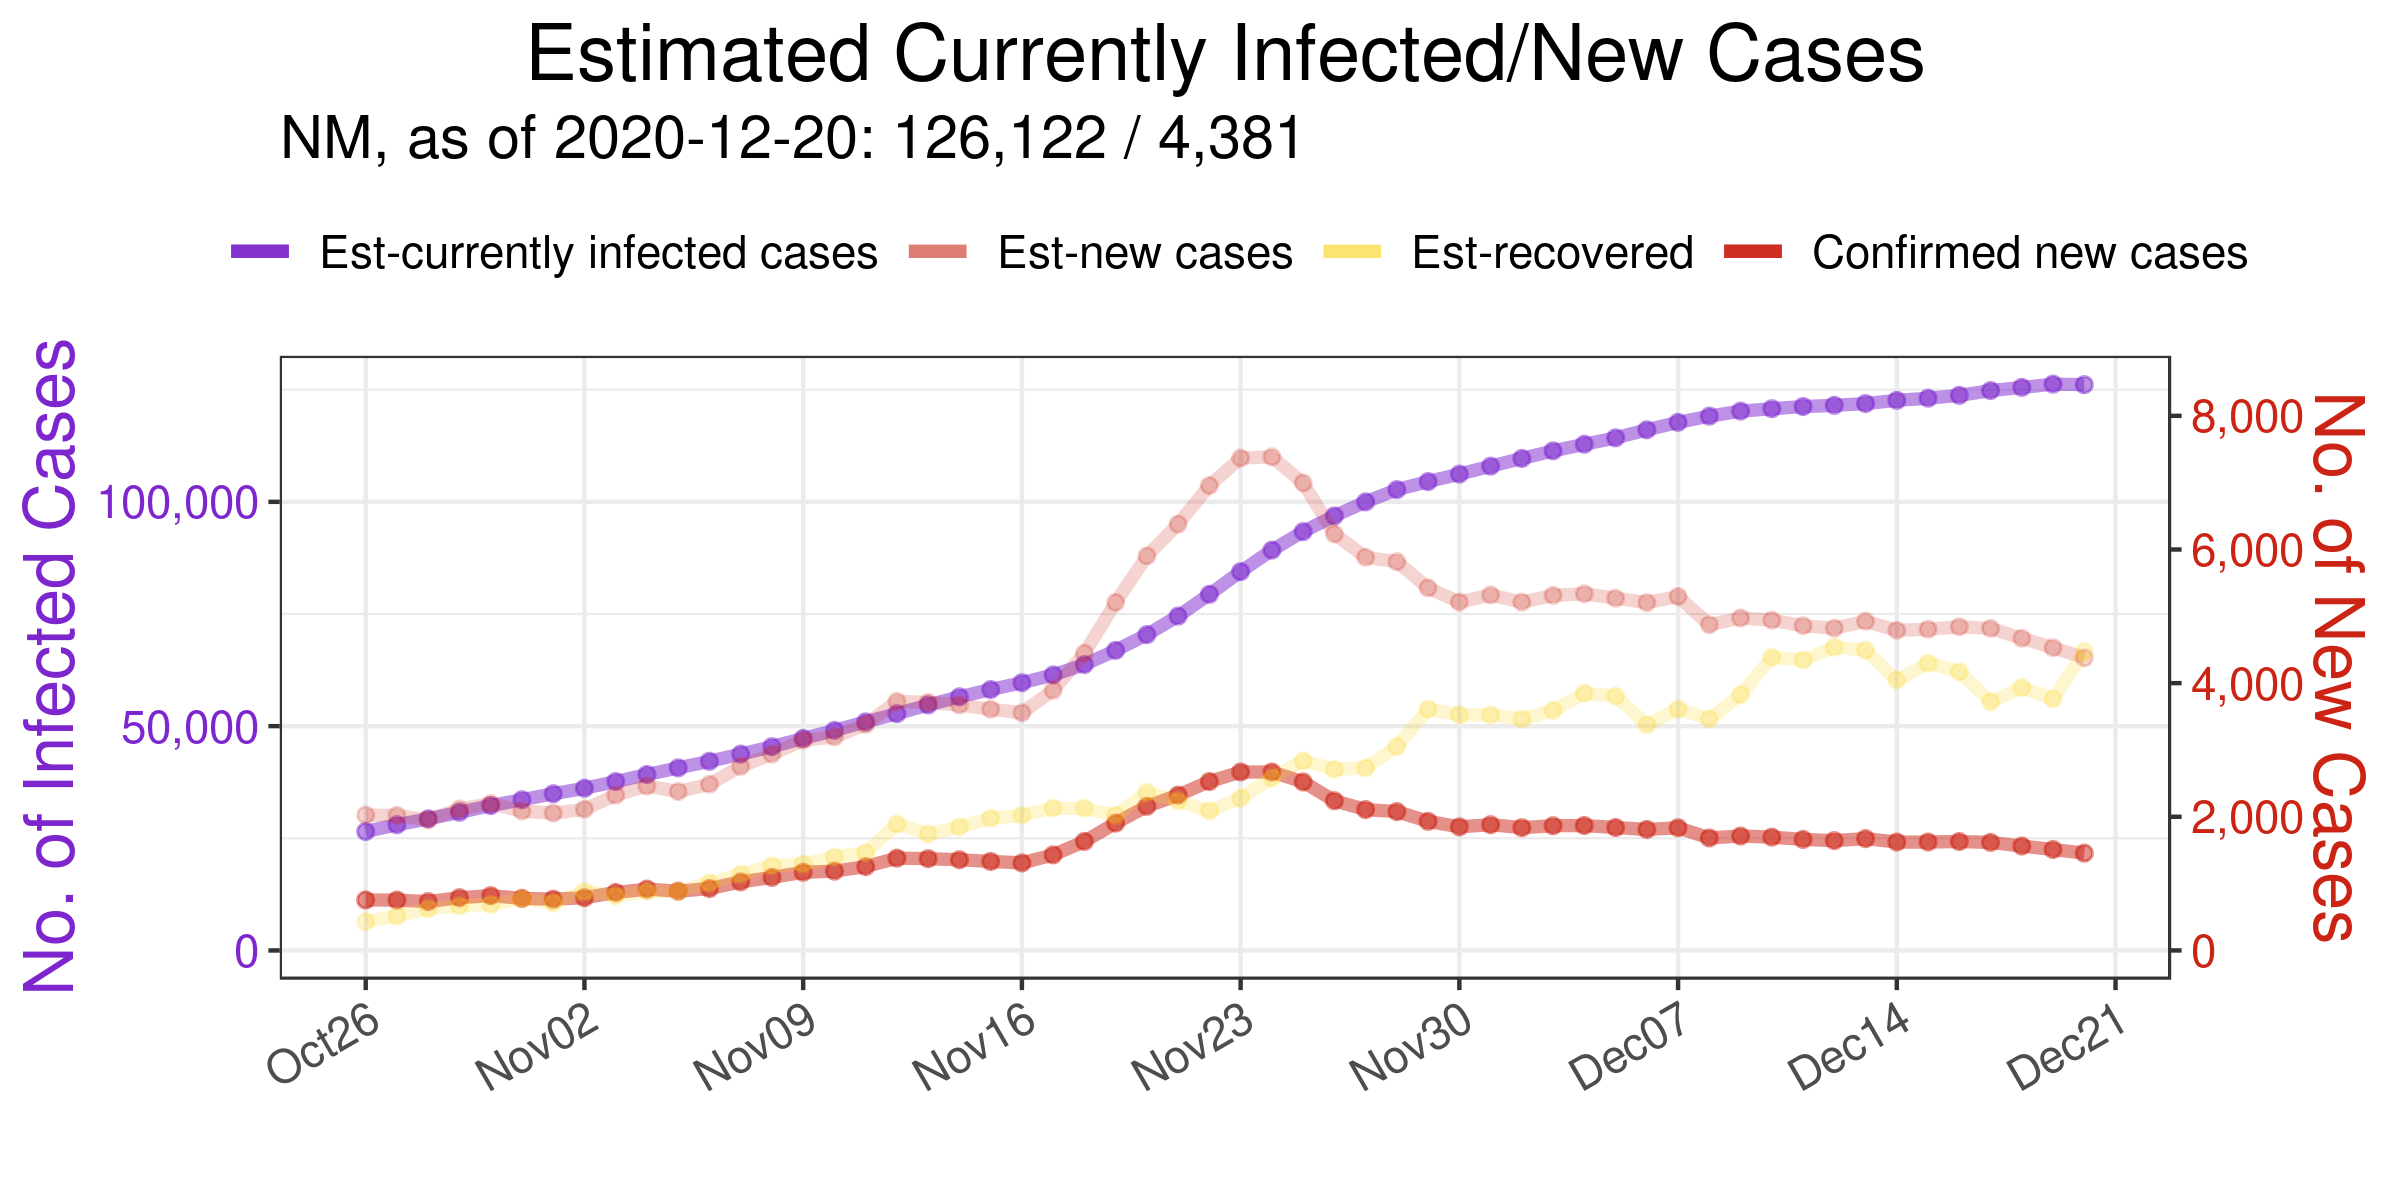 Estimated Currently Infected/New Cases
NM, as of 2020-12-20: 126,122 / 4,381
Est-currently infected cases Est-new cases Est-recovered Confirmed new cases
No. of Infected Cases
100,000
50,000
0
8,000
6,000
4,000
2,000
0
No. of New Cases
Oct26 Nov02 Nov09 Nov16 Nov23 Nov30 Dec07 Dec14 Dec21